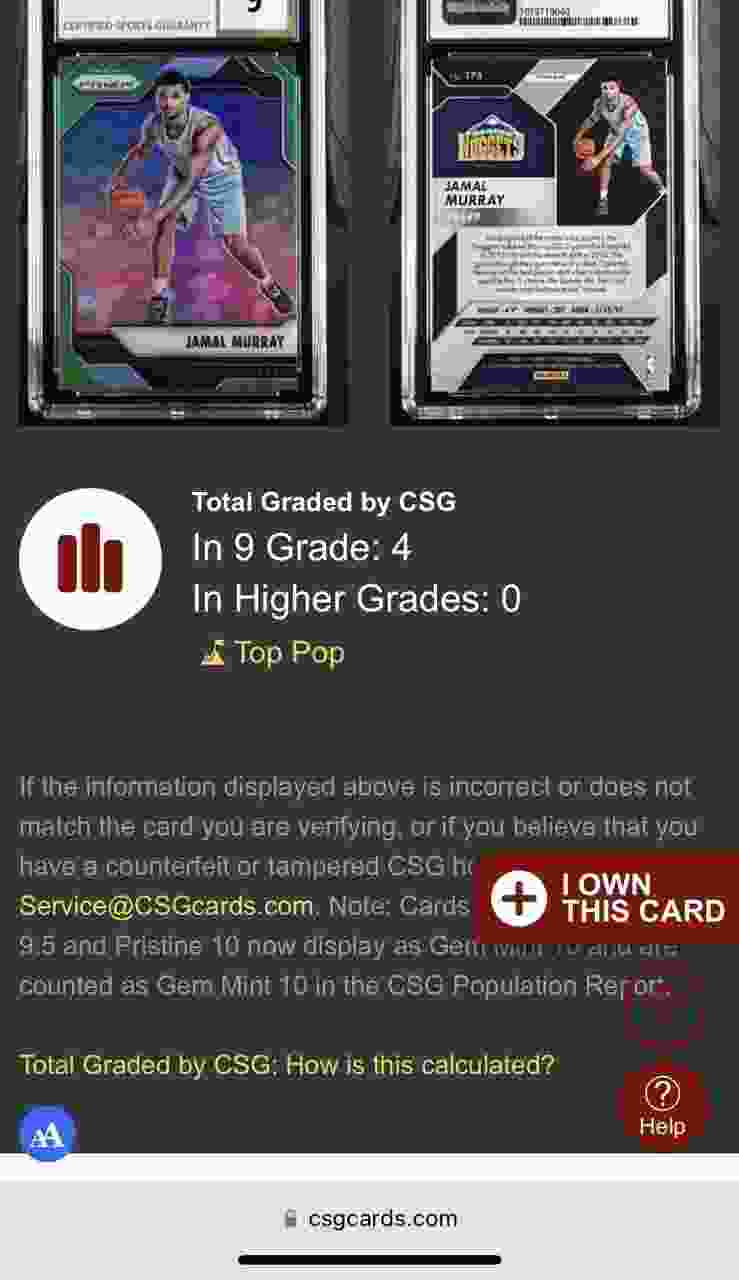 CERTIFIED SPORTS GUARANTY
9
PRIZM
JAMAL MURRAY
NUGGETS
JAMAL
MURRAY
PANINI
Total Graded by CSG
In 9 Grade: 4
In Higher Grades: 0
Top Pop
If the information displayed above is incorrect or does not
match the card you are verifying, or if you believe that you
have a counterfeit or tampered CSG
Service@CSGcards.com. Note: Cards
I OWN
THIS CARD
9.5 and Pristine 10 now display as Gem Mint 10 and are
counted as Gem Mint 10 in the CSG Population Report.
Total Graded by CSG: How is this calculated?
AA
?
Help
csgcards.com